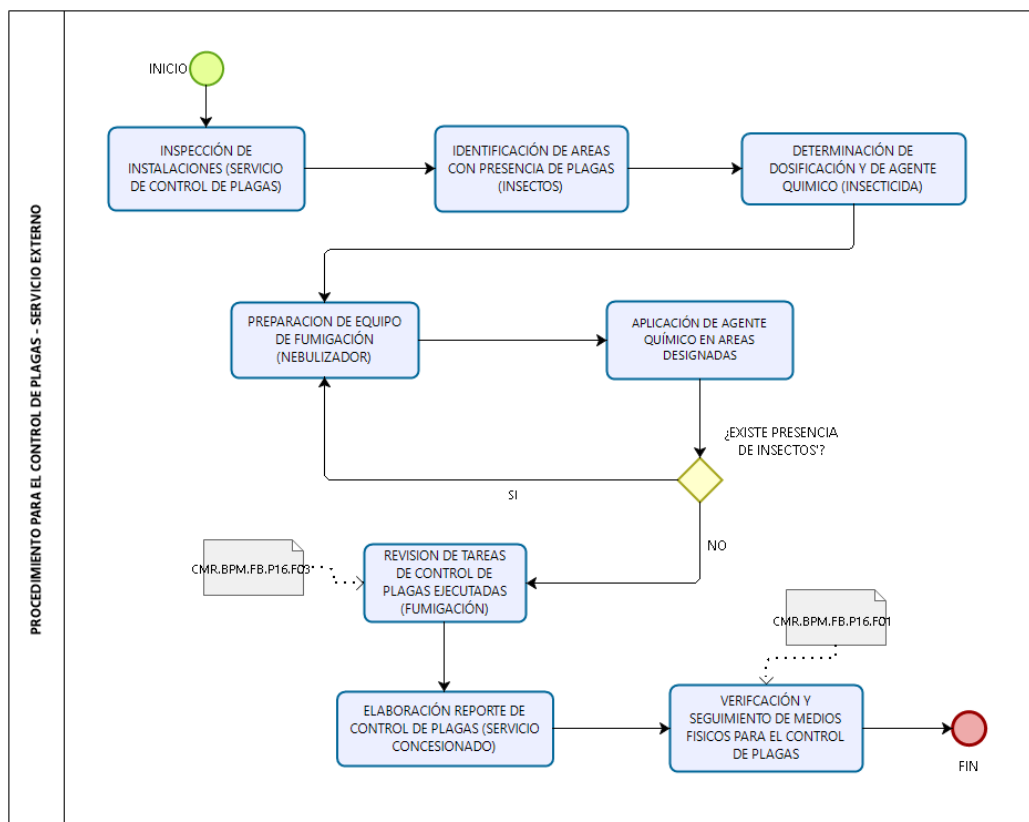 PROCEDIMIENTO PARA EL CONTROL DE PLAGAS - SERVICIO EXTERNO
INICIO
INSPECCIÓN DE
INSTALACIONES (SERVICIO
DE CONTROL DE PLAGAS)
IDENTIFICACIÓN DE AREAS
CON PRESENCIA DE PLAGAS
(INSECTOS)
DETERMINACIÓN DE
DOSIFICACIÓN Y DE AGENTE
QUIMICO (INSECTICIDA)
PREPARACION DE EQUIPO
DE FUMIGACIÓN
(NEBULIZADOR)
APLICACIÓN DE AGENTE
QUÍMICO EN AREAS
DESIGNADAS
¿EXISTE PRESENCIA
DE INSECTOS'?
SI
NO
CMR.BPM.FB.P16.F03
REVISION DE TAREAS
DE CONTROL DE
PLAGAS EJECUTADAS
(FUMIGACIÓN)
CMR.BPM.FB.P16.F01
ELABORACIÓN REPORTE DE
CONTROL DE PLAGAS (SERVICIO
CONCESIONADO)
VERIFCACIÓN Y
SEGUIMIENTO DE MEDIOS
FISICOS PARA EL CONTROL
DE PLAGAS
FIN